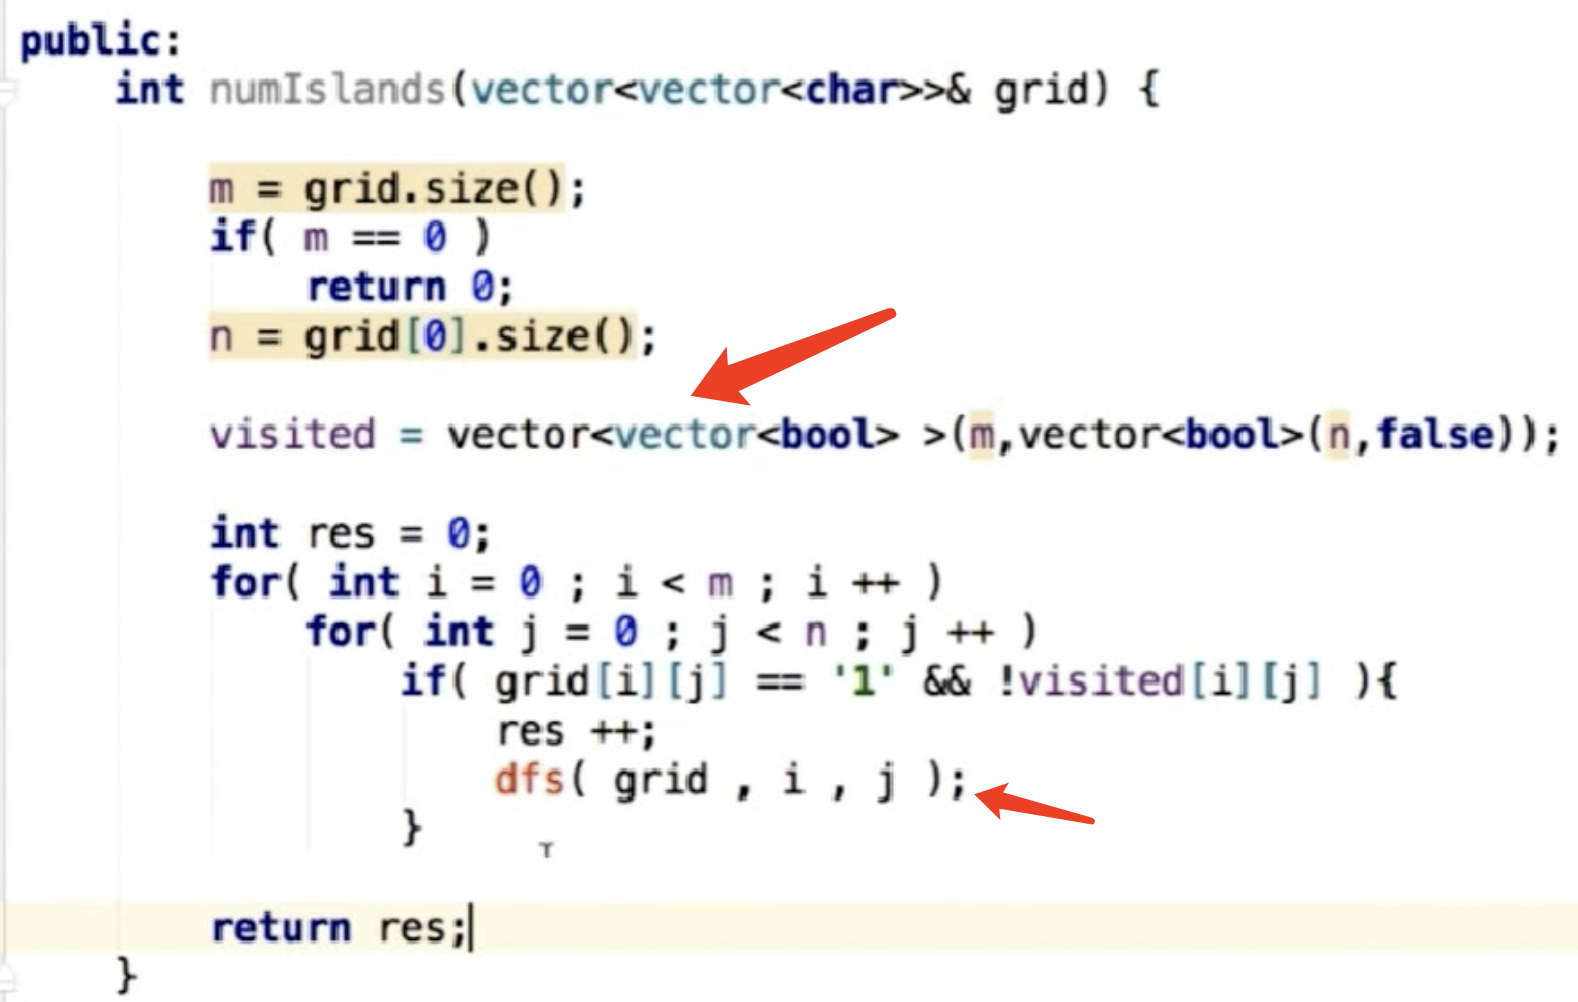 public:
int numIslands(vector<vector<char>>& grid) {
m = grid.size();
if( m == 0 )
return 0;
n = grid[0].size();
visited = vector<vector<bool> >(m,vector<bool>(n,false));
int res = 0;
for( int i = 0 ; i < m ; i ++ )
for( int j = 0 ; j < n ; j ++ )
if( grid[i][j] == '1' && !visited[i][j] ){
res ++;
dfs( grid , i , j );
}
return res;
}